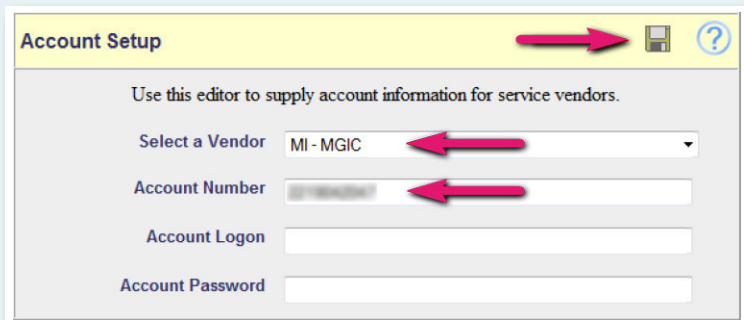 Account Setup
?
Use this editor to supply account information for service vendors.
Select a Vendor MI - MGIC
Account Number
Account Logon
Account Password